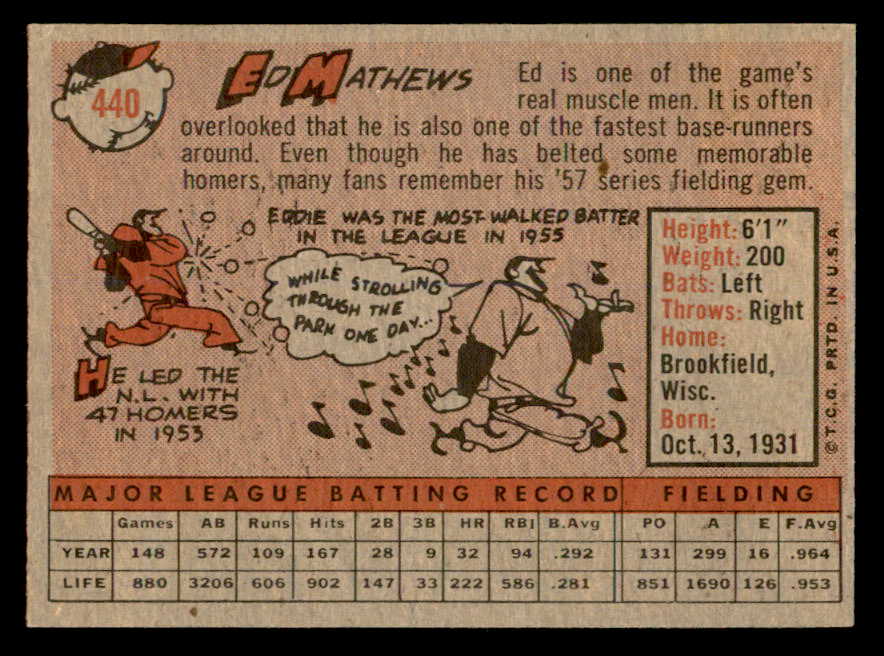 440
ED MATHEWS
Ed is one of the game's
real muscle men. It is often
overlooked that he is also one of the fastest base-runners
around. Even though he has belted some memorable
homers, many fans remember his '57 series fielding gem.
EDDIE WAS THE MOST-WALKED BATTER
IN THE LEAGUE IN 1955
WHILE STROLLING
THROUGH THE
PARK ONE DAY...
HE LED THE
N.L. WITH
47 HOMERS
IN 1953
Height: 6'1"
Weight: 200
Bats: Left
Throws: Right
Home:
Brookfield,
Wisc.
Born:
Oct. 13, 1931
© T.C.G. PRTD. IN U.S.A.
MAJOR LEAGUE BATTING RECORD FIELDING
Games AB Runs Hits 2B 3B HR RBI B.Avg PO A E F.Avg
YEAR 148 572 109 167 28 9 32 94 .292 131 299 16 .964
LIFE 880 3206 606 902 147 33 222 586 .281 851 1690 126 .953